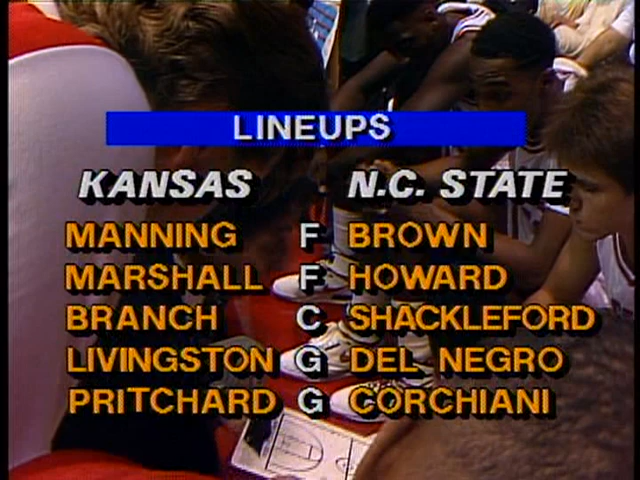 LINEUPS
KANSAS N.C. STATE
MANNING F BROWN
MARSHALL F HOWARD
BRANCH C SHACKLEFORD
LIVINGSTON G DEL NEGRO
PRITCHARD G CORCHIANI